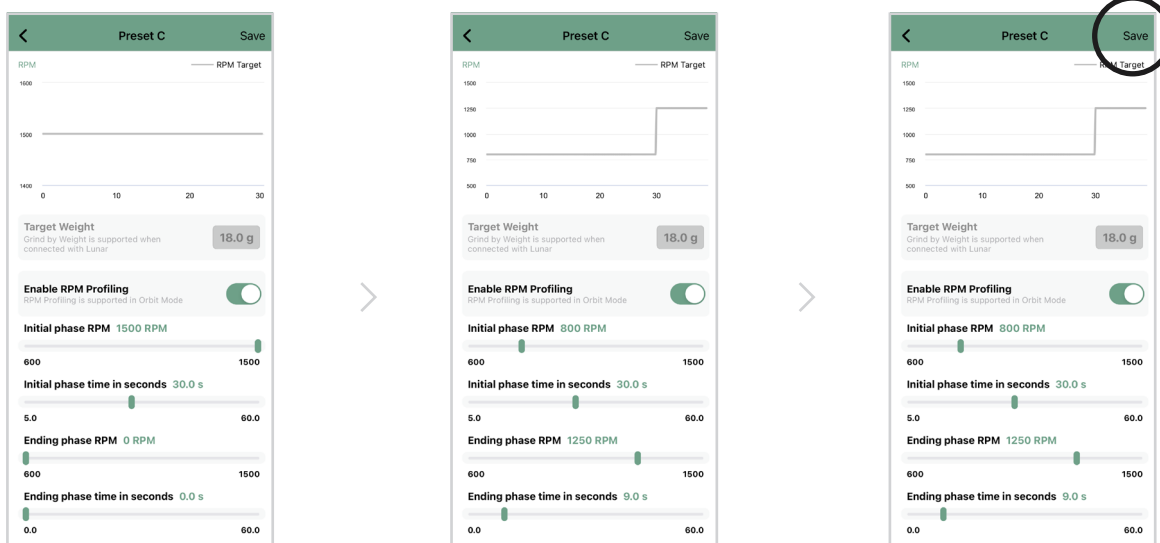 Preset C Save
RPM RPM Target
1600
1500
1400
0 10 20 30
Target Weight
Grind by Weight is supported when
connected with Lunar
18.0 g
Enable RPM Profiling
RPM Profiling is supported in Orbit Mode
Initial phase RPM 1500 RPM
600 1500
Initial phase time in seconds 30.0 s
5.0 60.0
Ending phase RPM 0 RPM
600 1500
Ending phase time in seconds 0.0 s
0.0 60.0
Preset C Save
RPM RPM Target
1500
1250
1000
750
500
0 10 20 30
Target Weight
Grind by Weight is supported when
connected with Lunar
18.0 g
Enable RPM Profiling
RPM Profiling is supported in Orbit Mode
Initial phase RPM 800 RPM
600 1500
Initial phase time in seconds 30.0 s
5.0 60.0
Ending phase RPM 1250 RPM
600 1500
Ending phase time in seconds 9.0 s
0.0 60.0
Preset C Save
RPM RPM Target
1500
1250
1000
750
500
0 10 20 30
Target Weight
Grind by Weight is supported when
connected with Lunar
18.0 g
Enable RPM Profiling
RPM Profiling is supported in Orbit Mode
Initial phase RPM 800 RPM
600 1500
Initial phase time in seconds 30.0 s
5.0 60.0
Ending phase RPM 1250 RPM
600 1500
Ending phase time in seconds 9.0 s
0.0 60.0